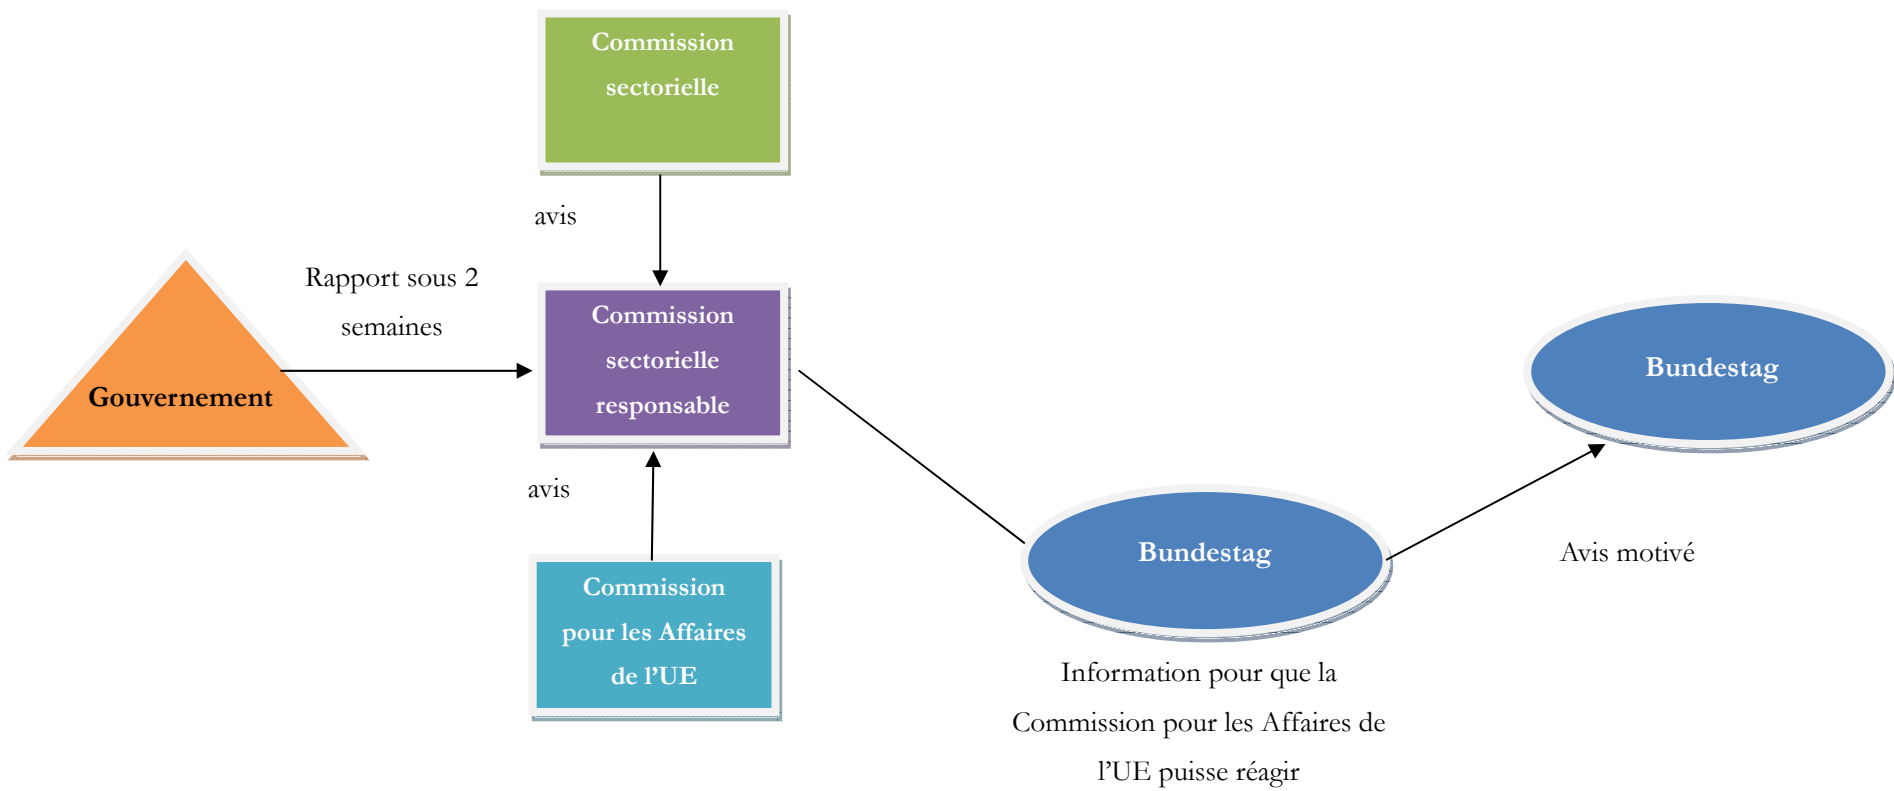 Commission
sectorielle
avis
Rapport sous 2
semaines
Gouvernement
Commission
sectorielle
responsable
avis
Commission
pour les Affaires
de l’UE
Bundestag
Information pour que la
Commission pour les Affaires de
l’UE puisse réagir
Bundestag
Avis motivé